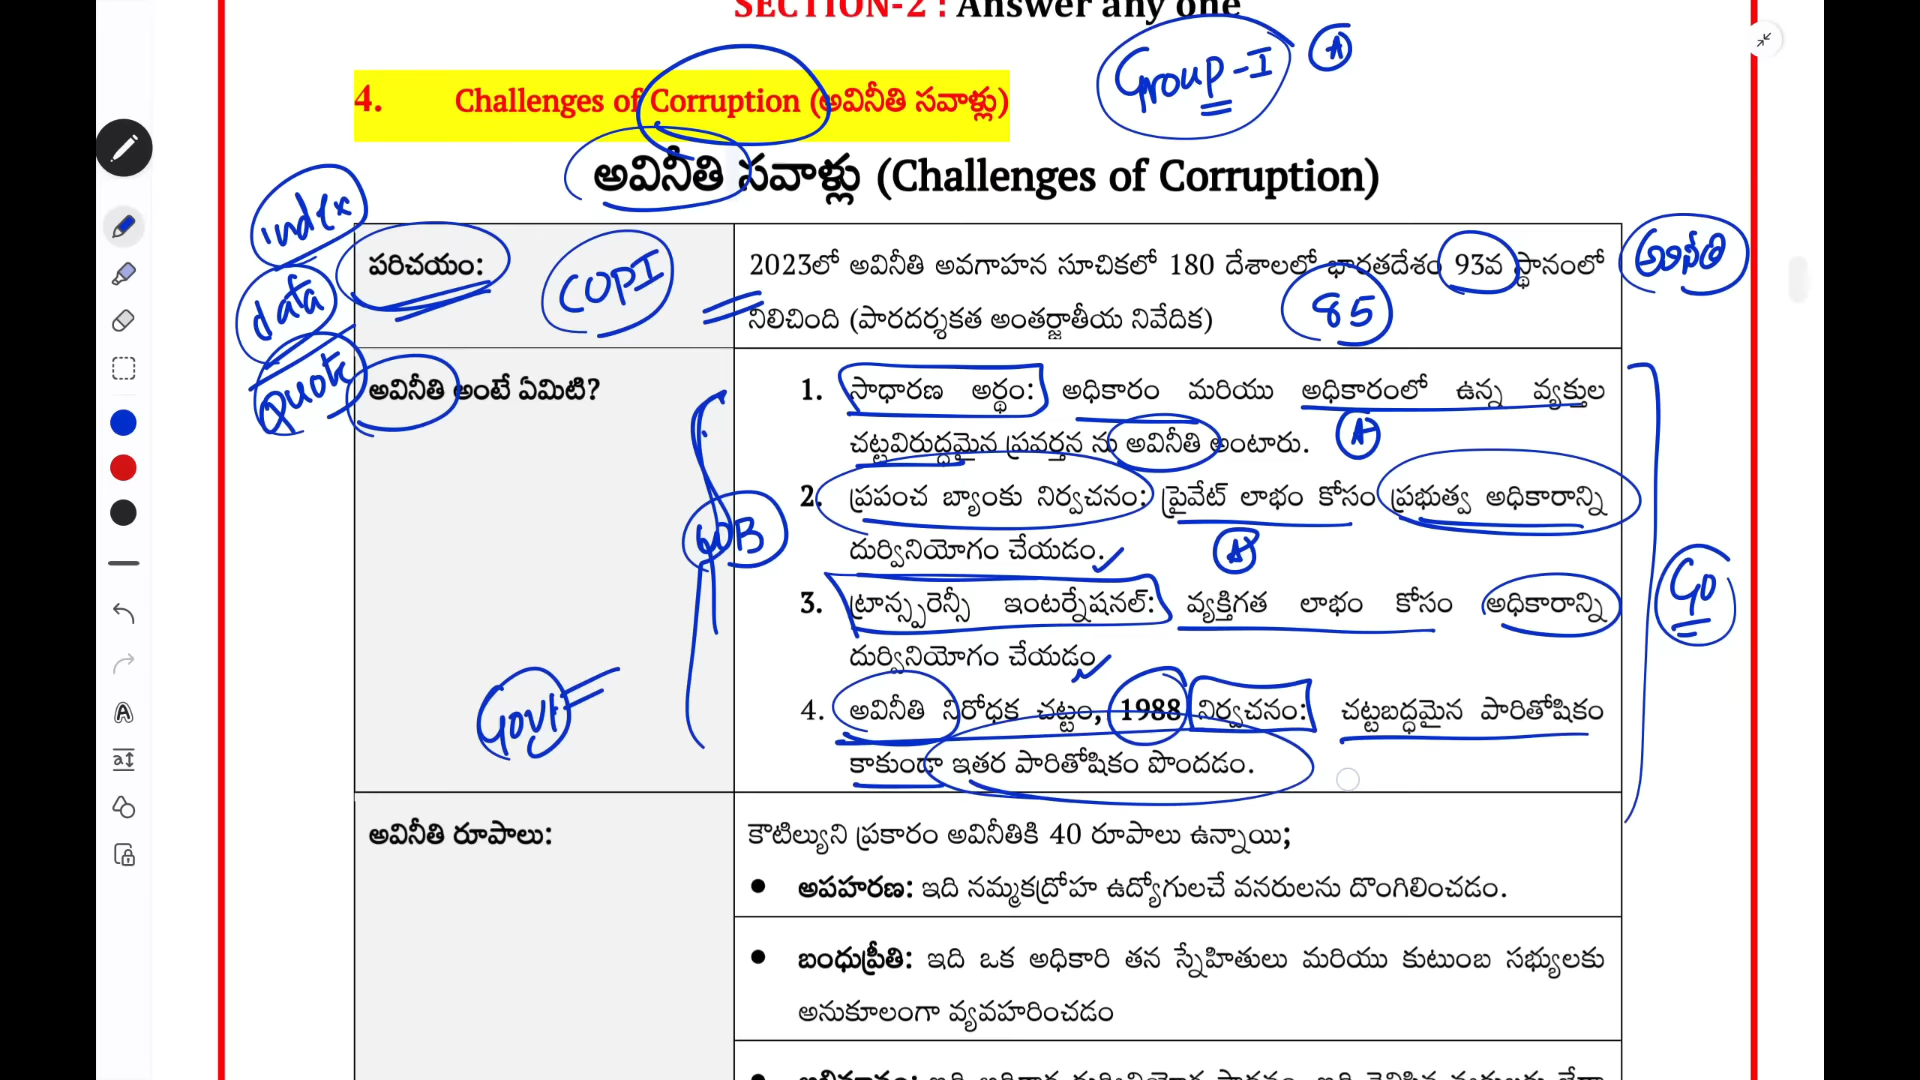 SECTION-2 : Answer any one
Group-I A
4. Challenges of Corruption (అవినీతి సవాళ్లు)
అవినీతి సవాళ్లు (Challenges of Corruption)
index
data
Quote
పరిచయం:
COPI
2023లో అవినీతి అవగాహన సూచికలో 180 దేశాలలో భారతదేశం 93వ స్థానంలో
నిలిచింది (పారదర్శకత అంతర్జాతీయ నివేదిక)
85
అవినీతి
అవినీతి అంటే ఏమిటి?
1. సాధారణ అర్థం: అధికారం మరియు అధికారంలో ఉన్న వ్యక్తుల
చట్టవిరుద్ధమైన ప్రవర్తన ను అవినీతి అంటారు.
A
2. ప్రపంచ బ్యాంకు నిర్వచనం: ప్రైవేట్ లాభం కోసం ప్రభుత్వ అధికారాన్ని
దుర్వినియోగం చేయడం.
A
3. ట్రాన్స్పరెన్సీ ఇంటర్నేషనల్: వ్యక్తిగత లాభం కోసం అధికారాన్ని
దుర్వినియోగం చేయడం
Go
4. అవినీతి నిరోధక చట్టం, 1988 నిర్వచనం: చట్టబద్ధమైన పారితోషికం
కాకుండా ఇతర పారితోషికం పొందడం.
Govt
అవినీతి రూపాలు:
కౌటిల్యుని ప్రకారం అవినీతికి 40 రూపాలు ఉన్నాయి;
● అపహరణ: ఇది నమ్మకద్రోహ ఉద్యోగులచే వనరులను దొంగిలించడం.
● బంధుప్రీతి: ఇది ఒక అధికారి తన స్నేహితులు మరియు కుటుంబ సభ్యులకు
అనుకూలంగా వ్యవహరించడం